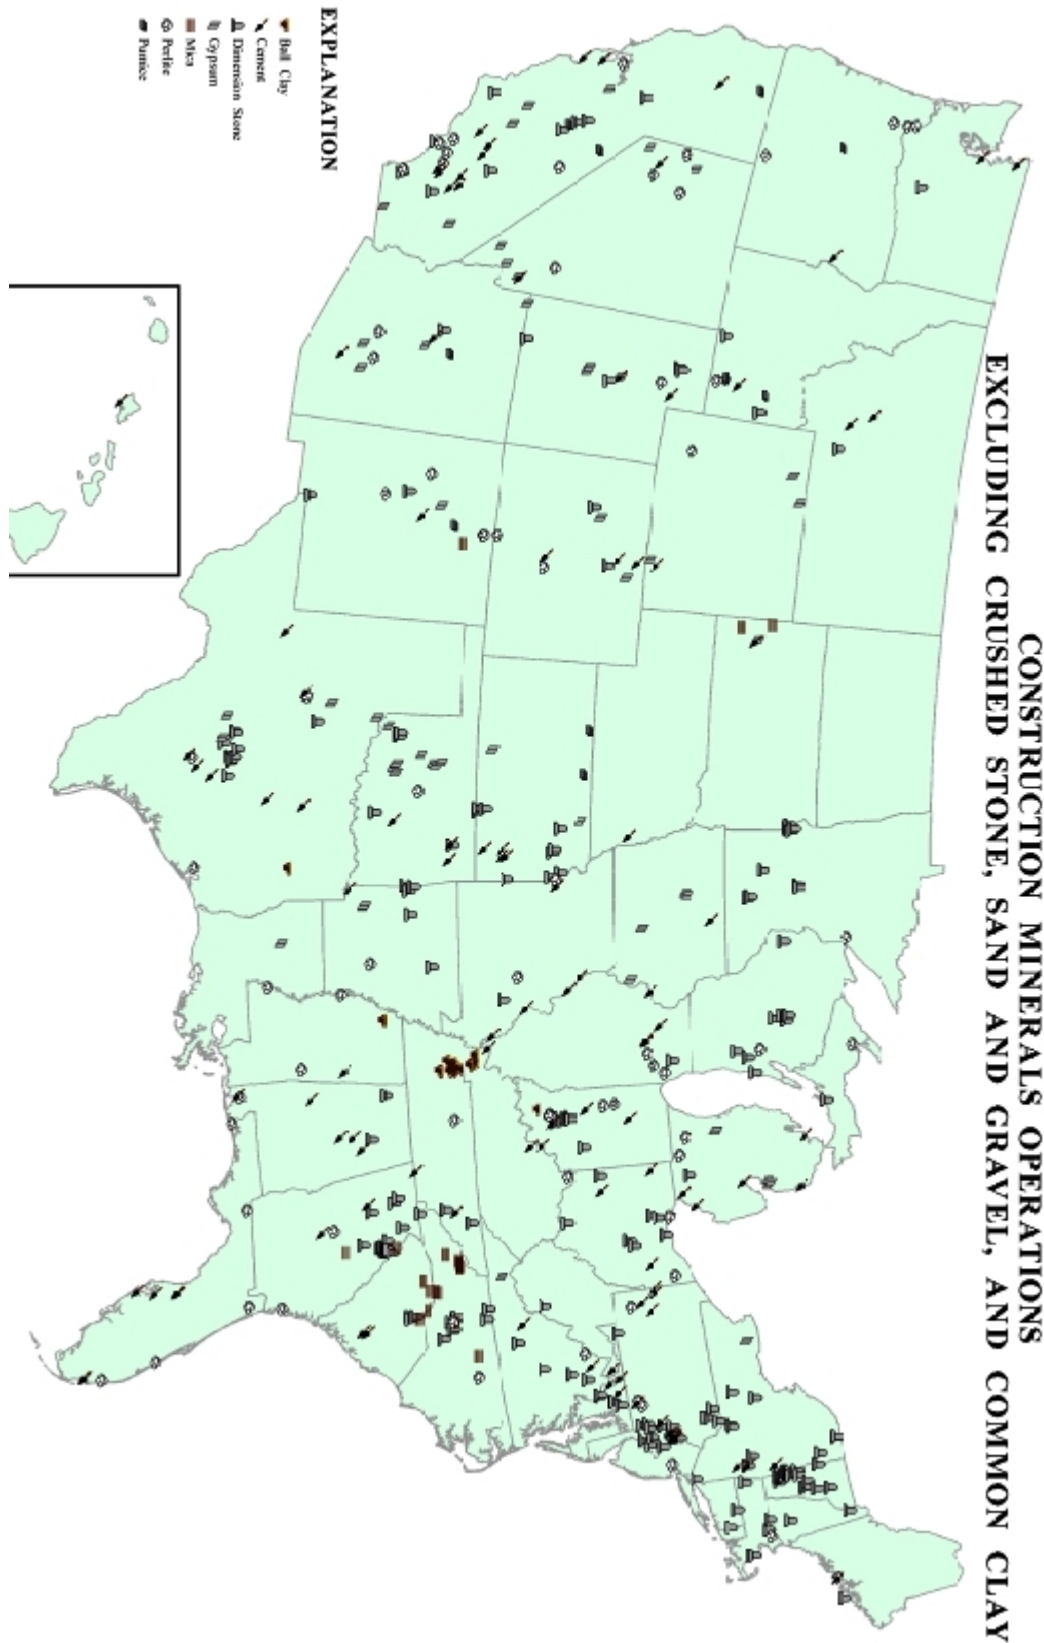 CONSTRUCTION MINERALS OPERATIONS
EXCLUDING CRUSHED STONE, SAND AND GRAVEL, AND COMMON CLAY
EXPLANATION
Ball Clay
Cement
Dimension Stone
Gypsum
Mica
Perlite
Pumice